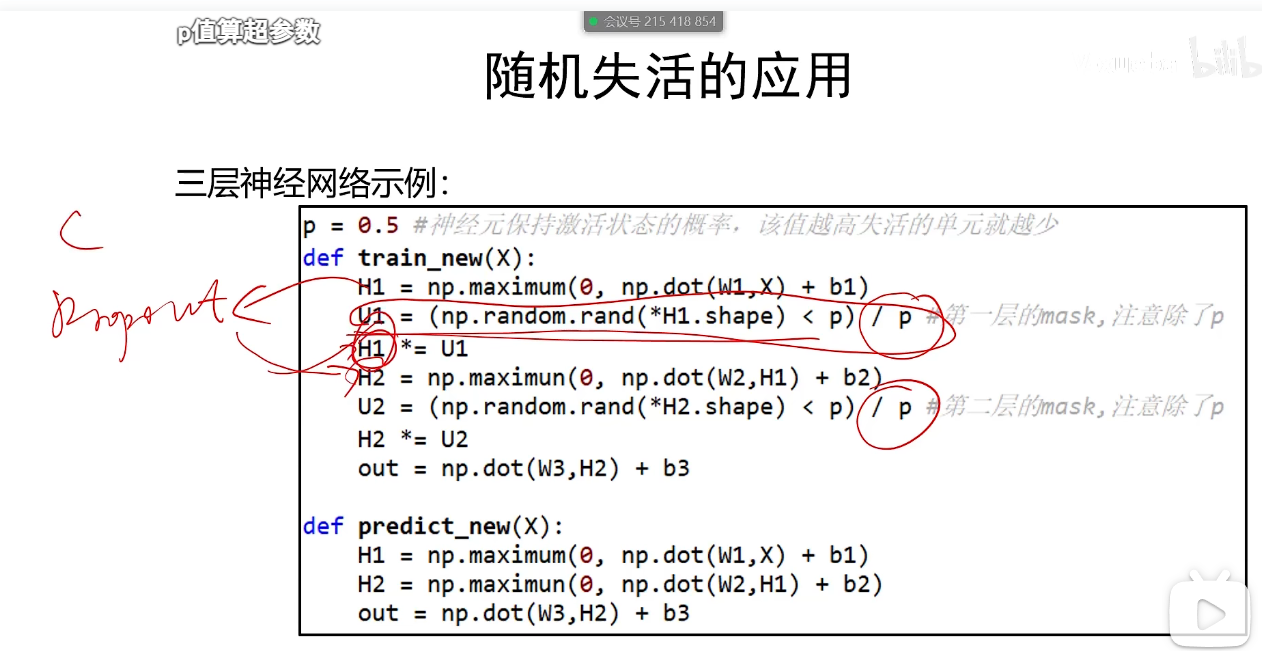 p值算超参数
会议号 215 418 854
随机失活的应用
三层神经网络示例：
p = 0.5 #神经元保持激活状态的概率，该值越高失活的单元就越少
def train_new(X):
H1 = np.maximum(0, np.dot(W1,X) + b1)
U1 = (np.random.rand(*H1.shape) < p) / p #第一层的mask,注意除了p
H1 *= U1
H2 = np.maximun(0, np.dot(W2,H1) + b2)
U2 = (np.random.rand(*H2.shape) < p) / p #第二层的mask,注意除了p
H2 *= U2
out = np.dot(W3,H2) + b3
def predict_new(X):
H1 = np.maximum(0, np.dot(W1,X) + b1)
H2 = np.maximun(0, np.dot(W2,H1) + b2)
out = np.dot(W3,H2) + b3
C
Dropout